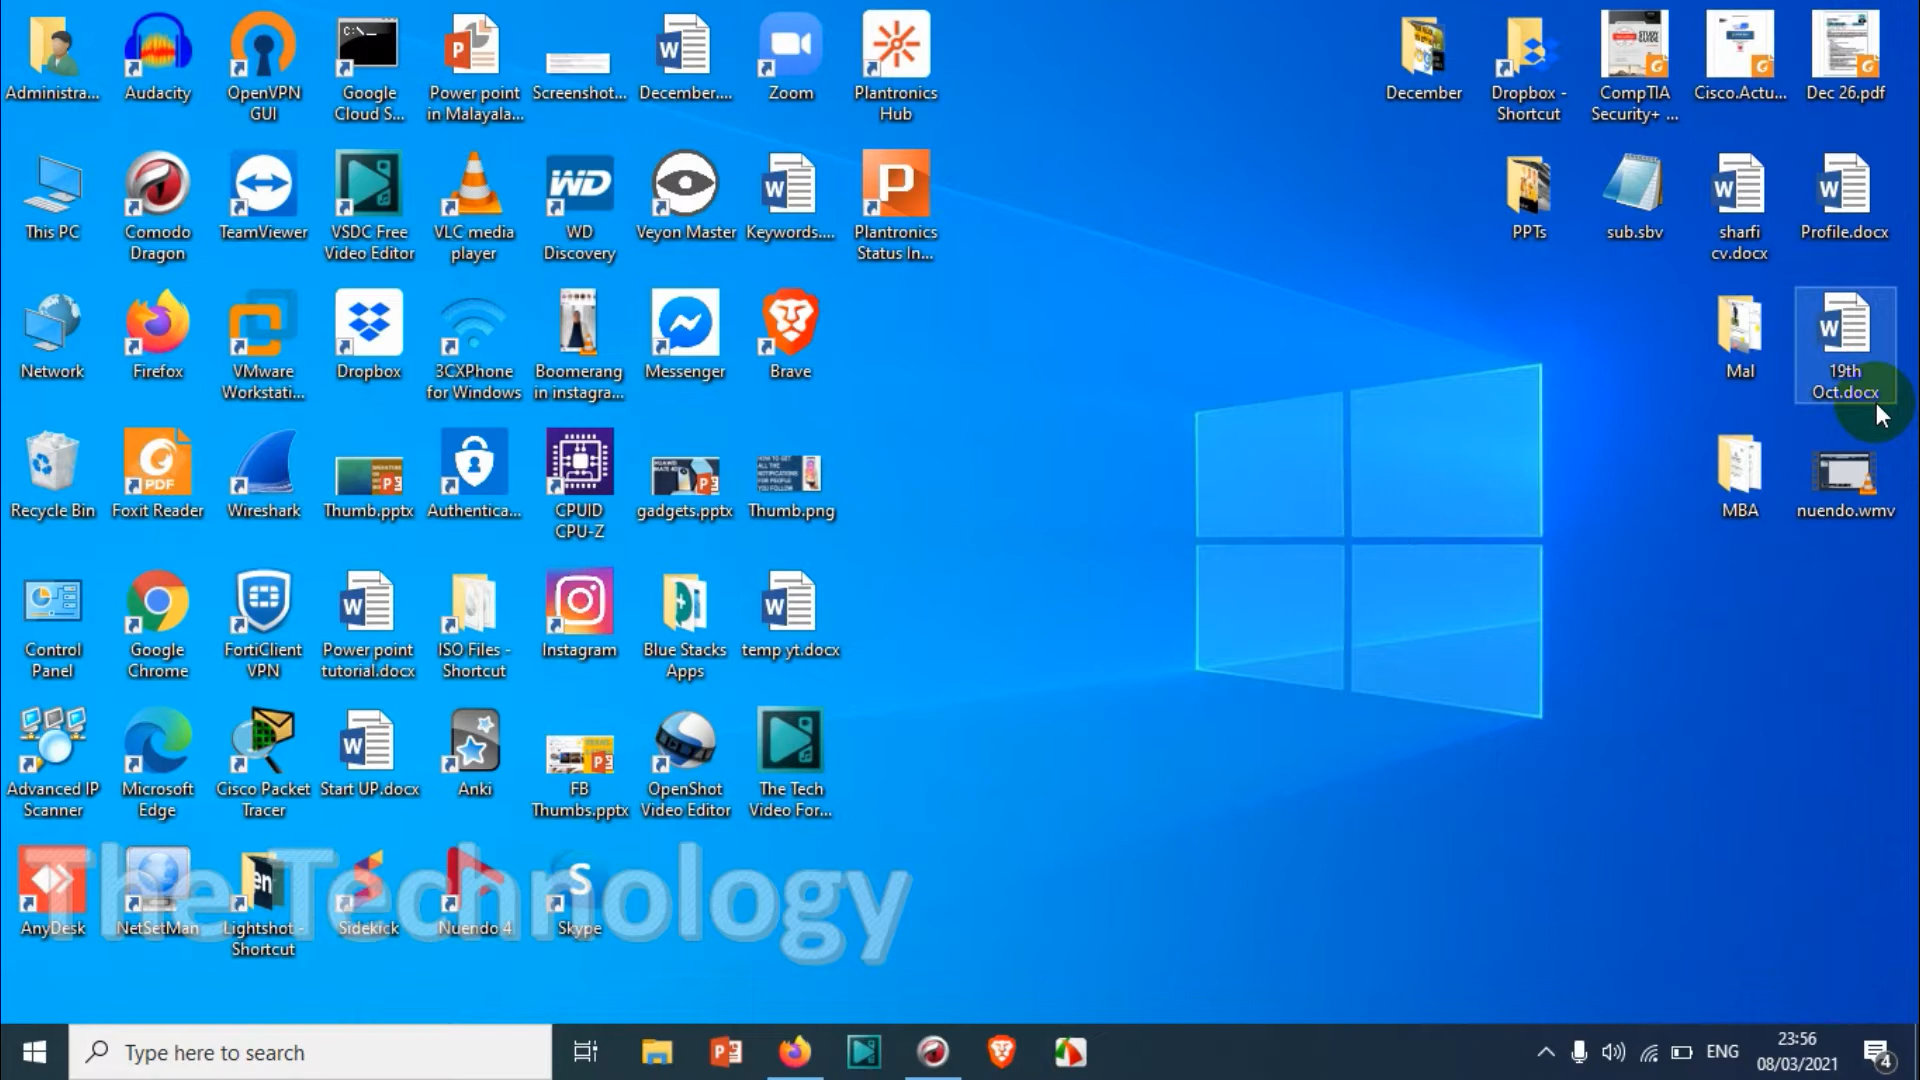 Administra...
Audacity
OpenVPN
GUI
Google
Cloud S...
Power point
in Malayala...
Screenshot...
December....
Zoom
Plantronics
Hub
December
Dropbox -
Shortcut
CompTIA
Security+ ...
Cisco.Actu...
Dec 26.pdf
This PC
Comodo
Dragon
TeamViewer
VSDC Free
Video Editor
VLC media
player
WD
Discovery
Veyon Master
Keywords....
Plantronics
Status In...
PPTs
sub.sbv
sharfi
cv.docx
Profile.docx
Network
Firefox
VMware
Workstati...
Dropbox
3CXPhone
for Windows
Boomerang
in instagra...
Messenger
Brave
Mal
19th
Oct.docx
Recycle Bin
Foxit Reader
Wireshark
Thumb.pptx
Authentica...
CPUID
CPU-Z
gadgets.pptx
Thumb.png
MBA
nuendo.wmv
Control
Panel
Google
Chrome
FortiClient
VPN
Power point
tutorial.docx
ISO Files -
Shortcut
Instagram
Blue Stacks
Apps
temp yt.docx
Advanced IP
Scanner
Microsoft
Edge
Cisco Packet
Tracer
Start UP.docx
Anki
FB
Thumbs.pptx
OpenShot
Video Editor
The Tech
Video For...
AnyDesk
NetSetMan
Lightshot -
Shortcut
Sidekick
Nuendo 4
Skype
The Technology
Type here to search
ENG
23:56
08/03/2021
4